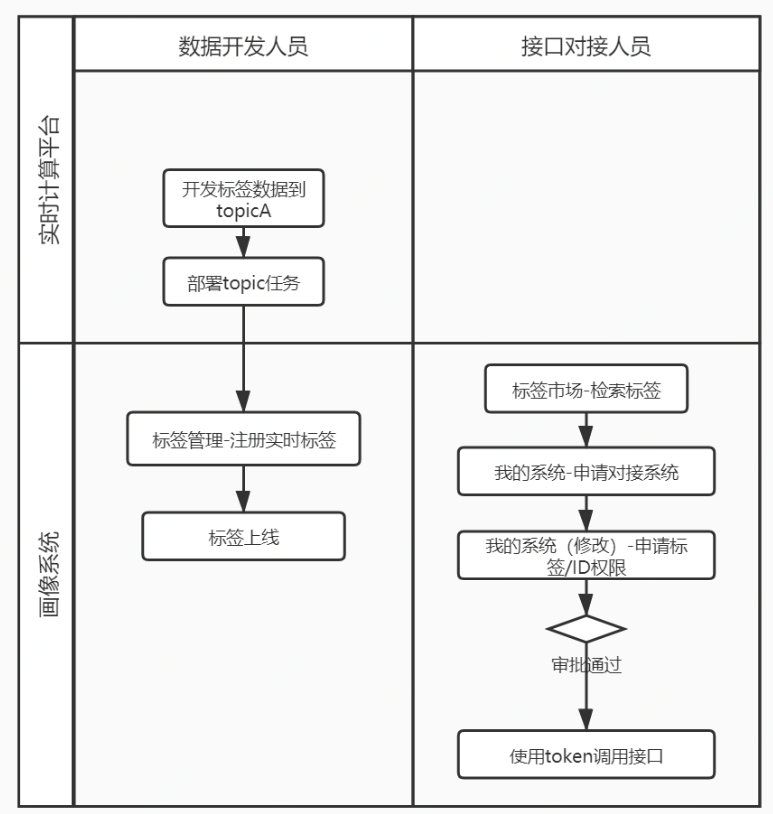 数据开发人员
接口对接人员
实时计算平台
开发标签数据到
topicA
部署topic任务
画像系统
标签管理-注册实时标签
标签上线
标签市场-检索标签
我的系统-申请对接系统
我的系统（修改）-申请标
签/ID权限
审批通过
使用token调用接口